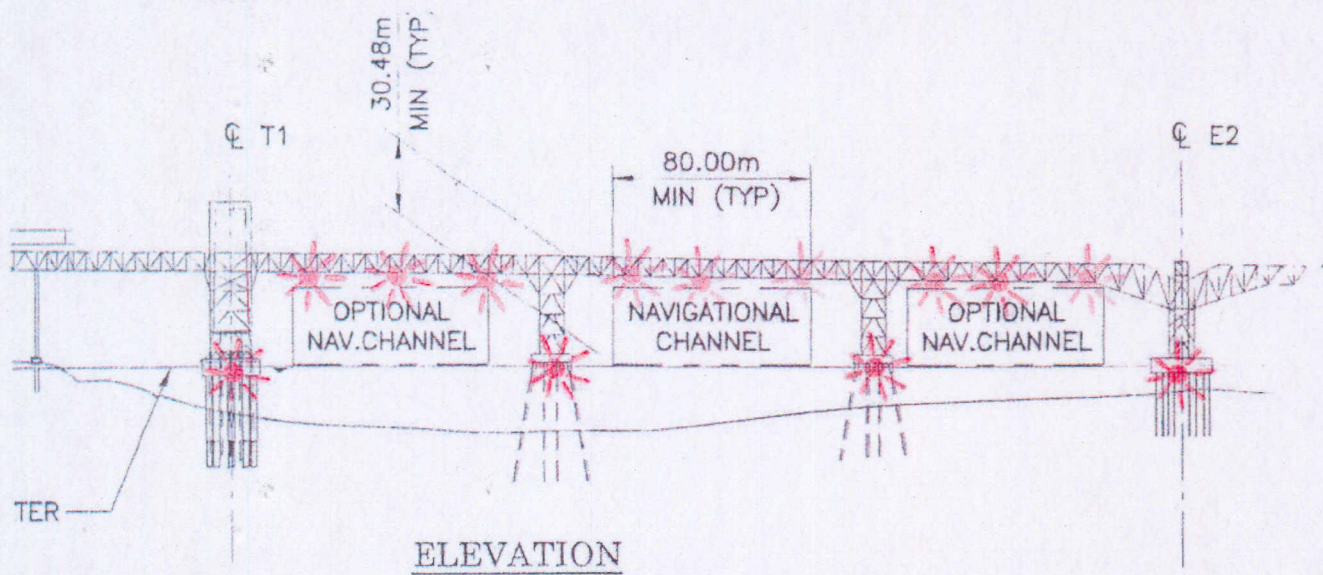 30.48m
MIN (TYP
℄ T1
℄ E2
80.00m
MIN (TYP)
OPTIONAL
NAV.CHANNEL
NAVIGATIONAL
CHANNEL
OPTIONAL
NAV.CHANNEL
TER
ELEVATION